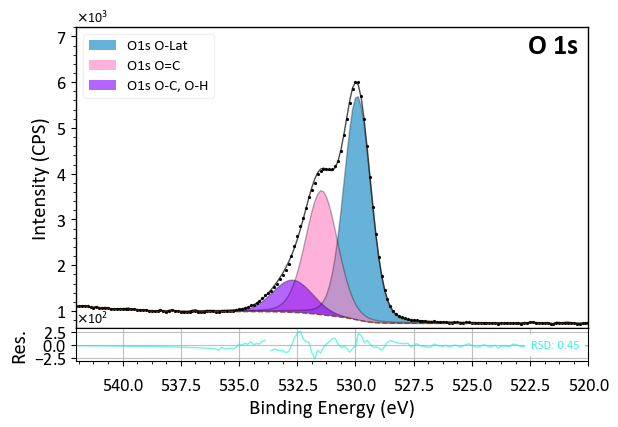 ×10³
O 1s
O1s O-Lat
O1s O=C
O1s O-C, O-H
7
6
5
4
3
2
1
Intensity (CPS)
×10²
2.5
0.0
−2.5
Res.
RSD: 0.45
540.0 537.5 535.0 532.5 530.0 527.5 525.0 522.5 520.0
Binding Energy (eV)